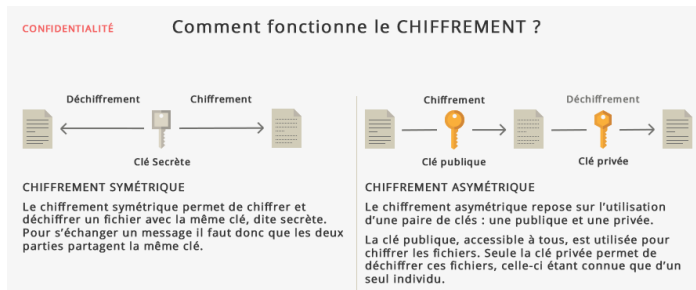 CONFIDENTIALITÉ
Comment fonctionne le CHIFFREMENT ?
Déchiffrement
Chiffrement
Clé Secrète
CHIFFREMENT SYMÉTRIQUE
Le chiffrement symétrique permet de chiffrer et
déchiffrer un fichier avec la même clé, dite secrète.
Pour s’échanger un message il faut donc que les deux
parties partagent la même clé.
Chiffrement
Déchiffrement
Clé publique
Clé privée
CHIFFREMENT ASYMÉTRIQUE
Le chiffrement asymétrique repose sur l’utilisation
d’une paire de clés : une publique et une privée.
La clé publique, accessible à tous, est utilisée pour
chiffrer les fichiers. Seule la clé privée permet de
déchiffrer ces fichiers, celle-ci étant connue que d’un
seul individu.